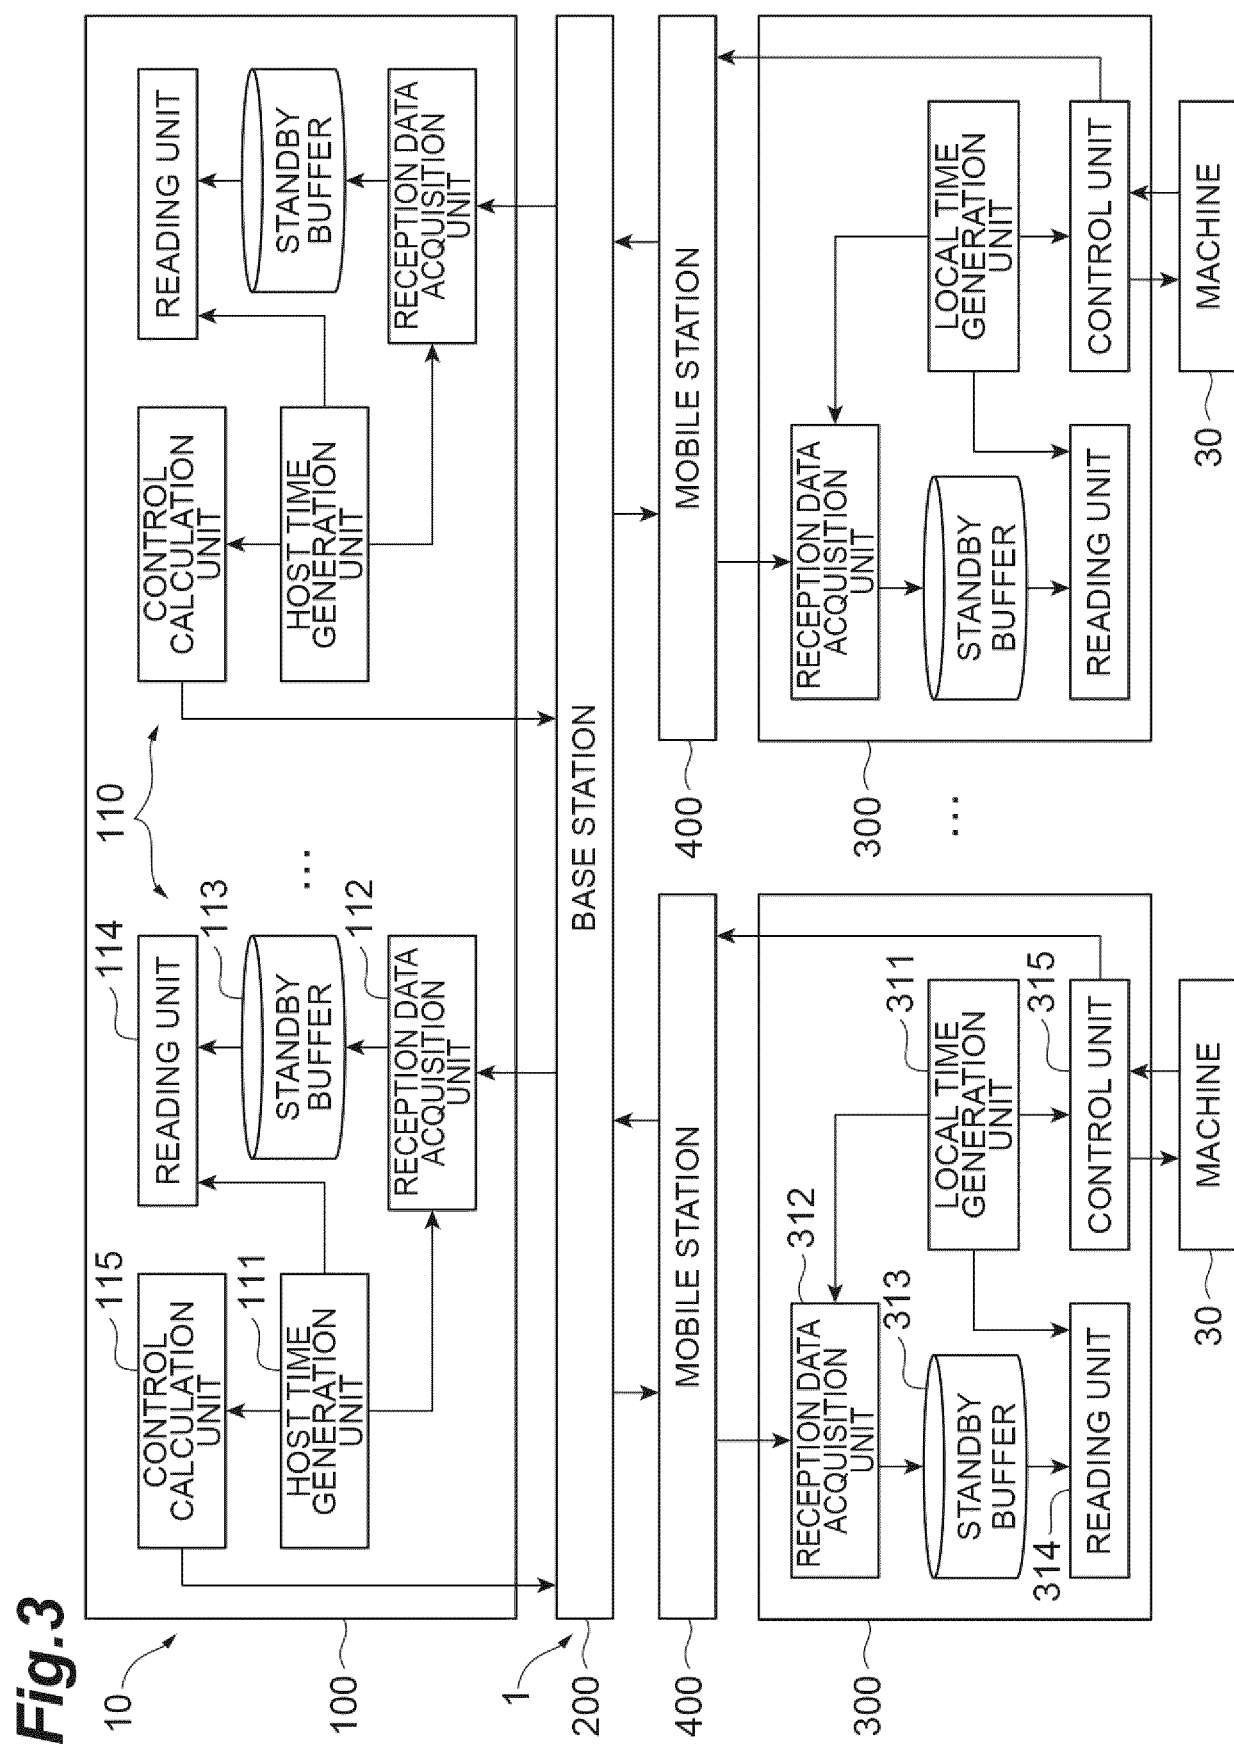 Fig.3
10
100
110
115
CONTROL
CALCULATION
UNIT
111
HOST TIME
GENERATION
UNIT
114
READING UNIT
113
STANDBY
BUFFER
112
RECEPTION DATA
ACQUISITION
UNIT
...
CONTROL
CALCULATION
UNIT
HOST TIME
GENERATION
UNIT
READING UNIT
STANDBY
BUFFER
RECEPTION DATA
ACQUISITION
UNIT
1
200
BASE STATION
400
MOBILE STATION
400
MOBILE STATION
300
312
RECEPTION DATA
ACQUISITION
UNIT
313
STANDBY
BUFFER
314
READING UNIT
311
LOCAL TIME
GENERATION
UNIT
315
CONTROL UNIT
30
MACHINE
...
300
RECEPTION DATA
ACQUISITION
UNIT
STANDBY
BUFFER
READING UNIT
LOCAL TIME
GENERATION
UNIT
CONTROL UNIT
30
MACHINE